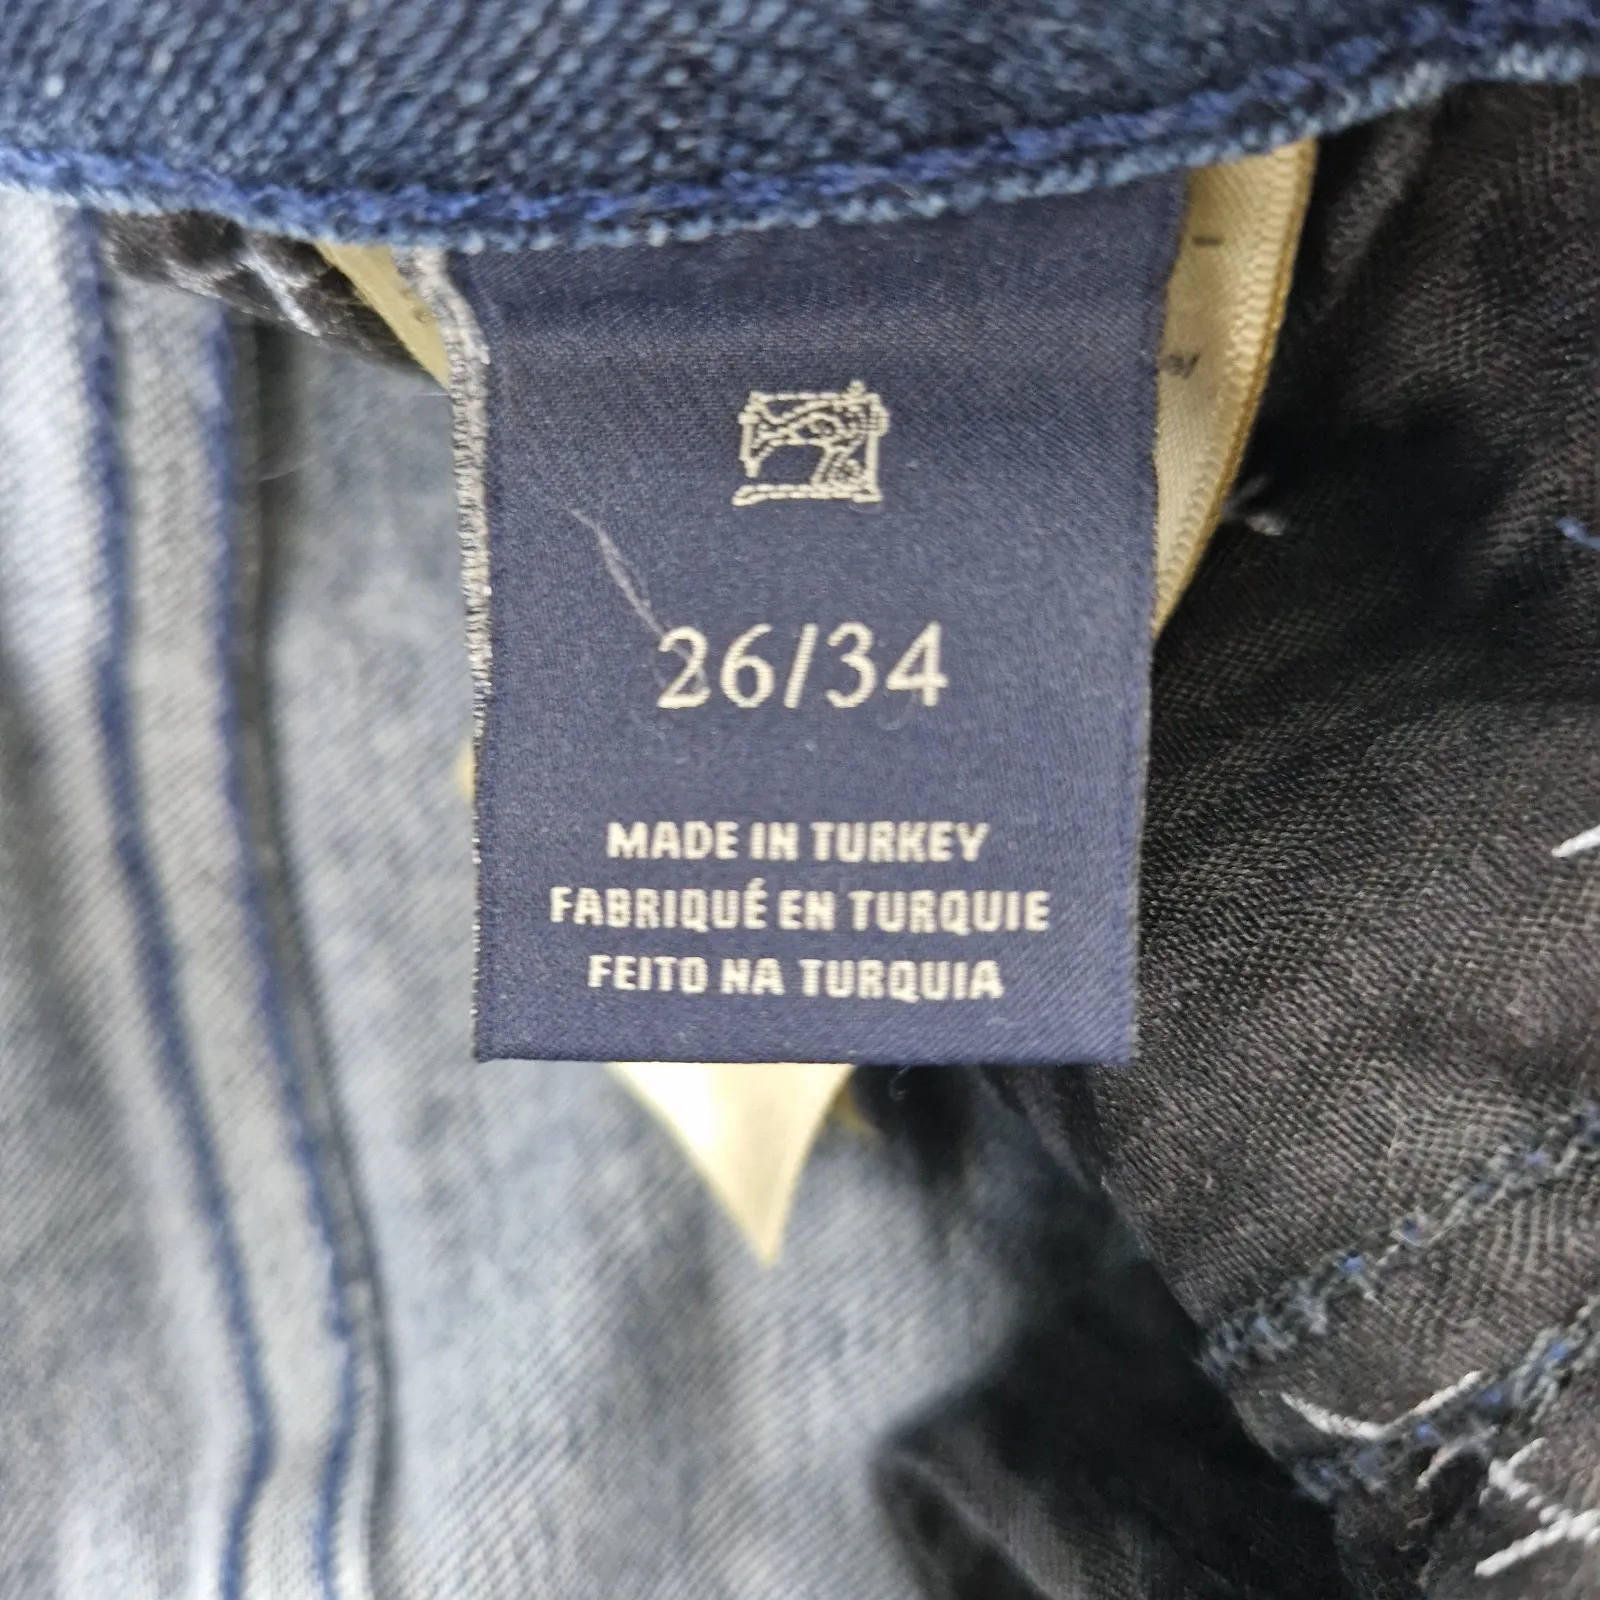 26/34
MADE IN TURKEY
FABRIQUÉ EN TURQUIE
FEITO NA TURQUIA